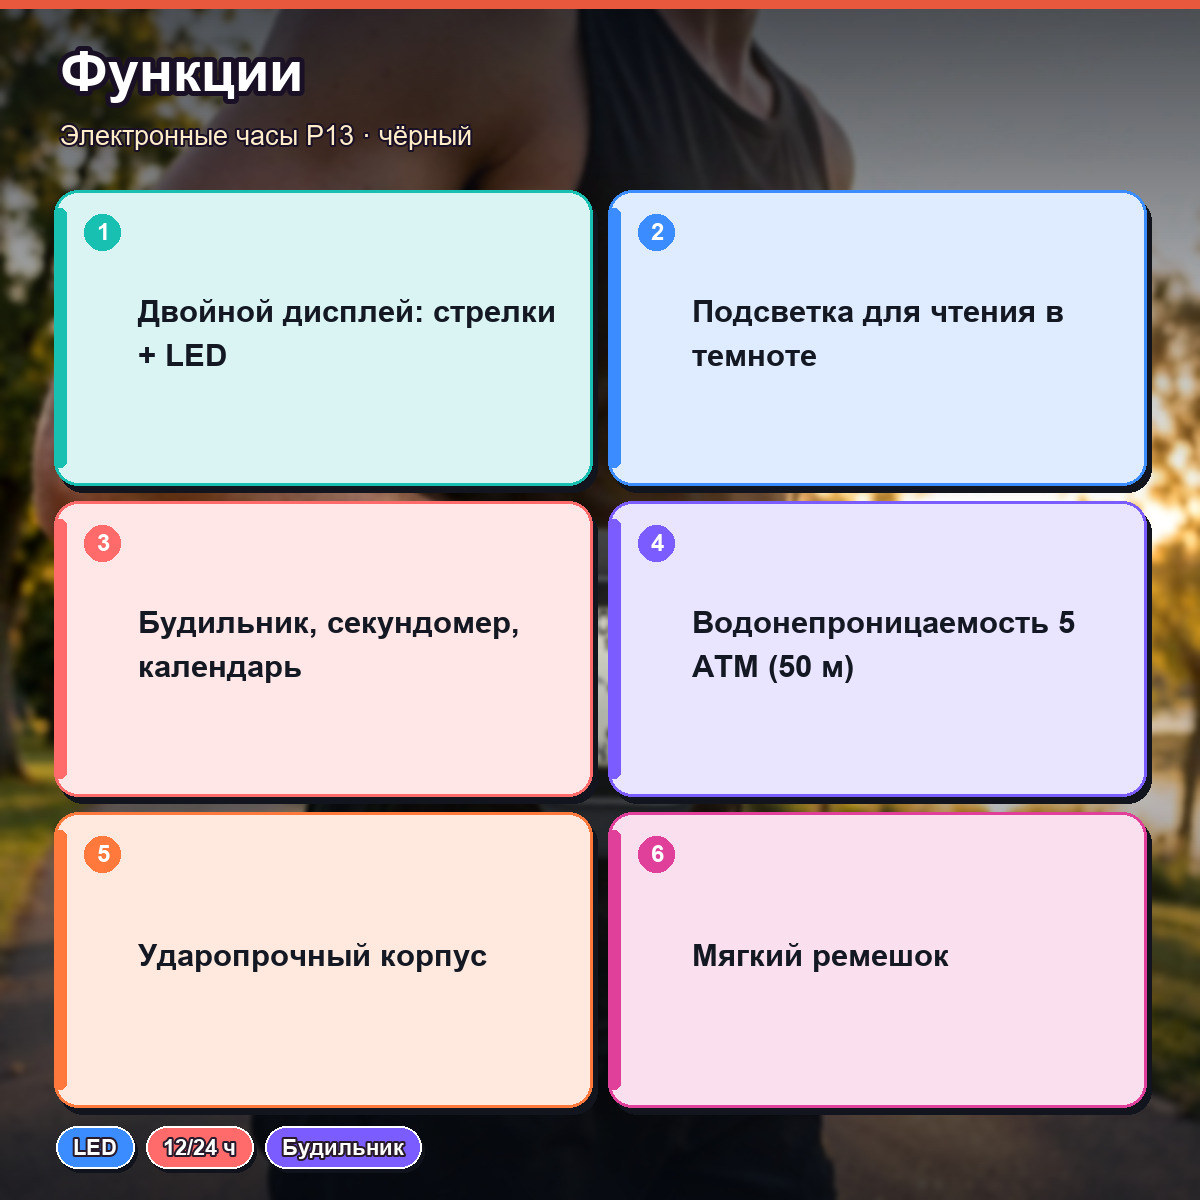 Функции
Электронные часы P13 · чёрный
1
Двойной дисплей: стрелки
+ LED
2
Подсветка для чтения в
темноте
3
Будильник, секундомер,
календарь
4
Водонепроницаемость 5
ATM (50 м)
5
Ударопрочный корпус
6
Мягкий ремешок
LED
12/24 ч
Будильник